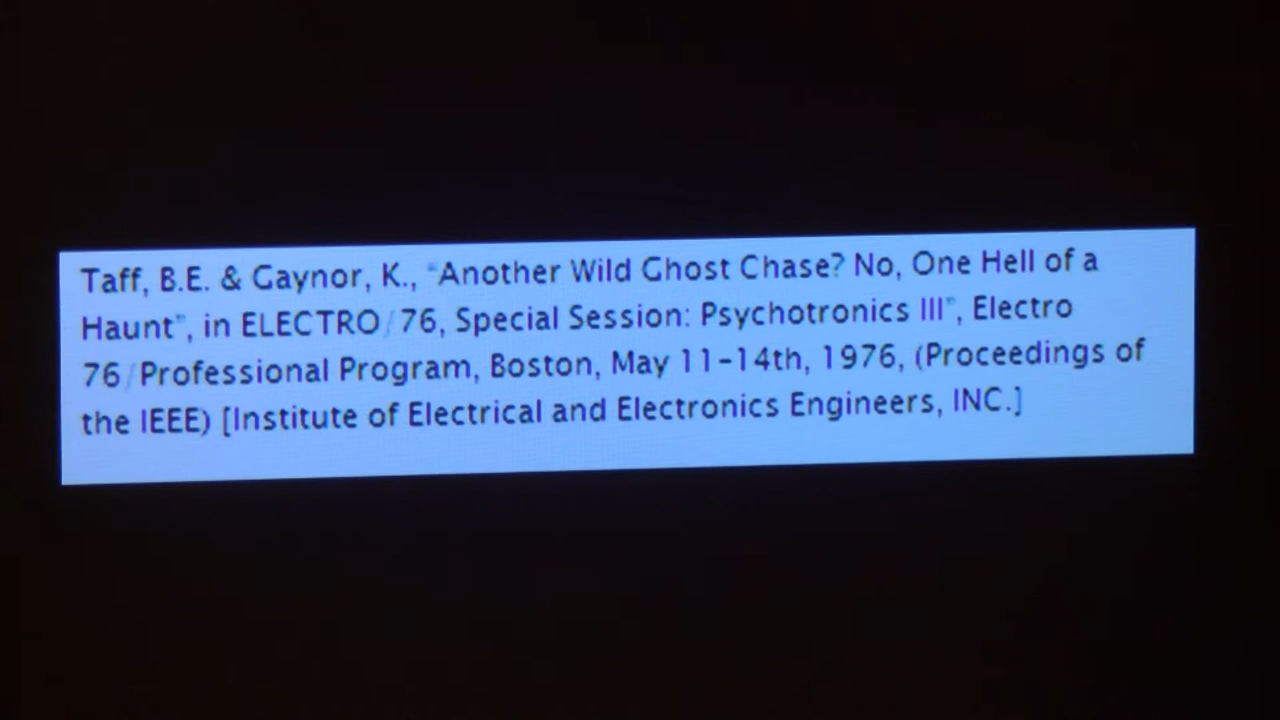 Taff, B.E. & Gaynor, K., "Another Wild Ghost Chase? No, One Hell of a
Haunt", in ELECTRO/76, Special Session: Psychotronics III", Electro
76/Professional Program, Boston, May 11-14th, 1976, (Proceedings of
the IEEE) [Institute of Electrical and Electronics Engineers, INC.]